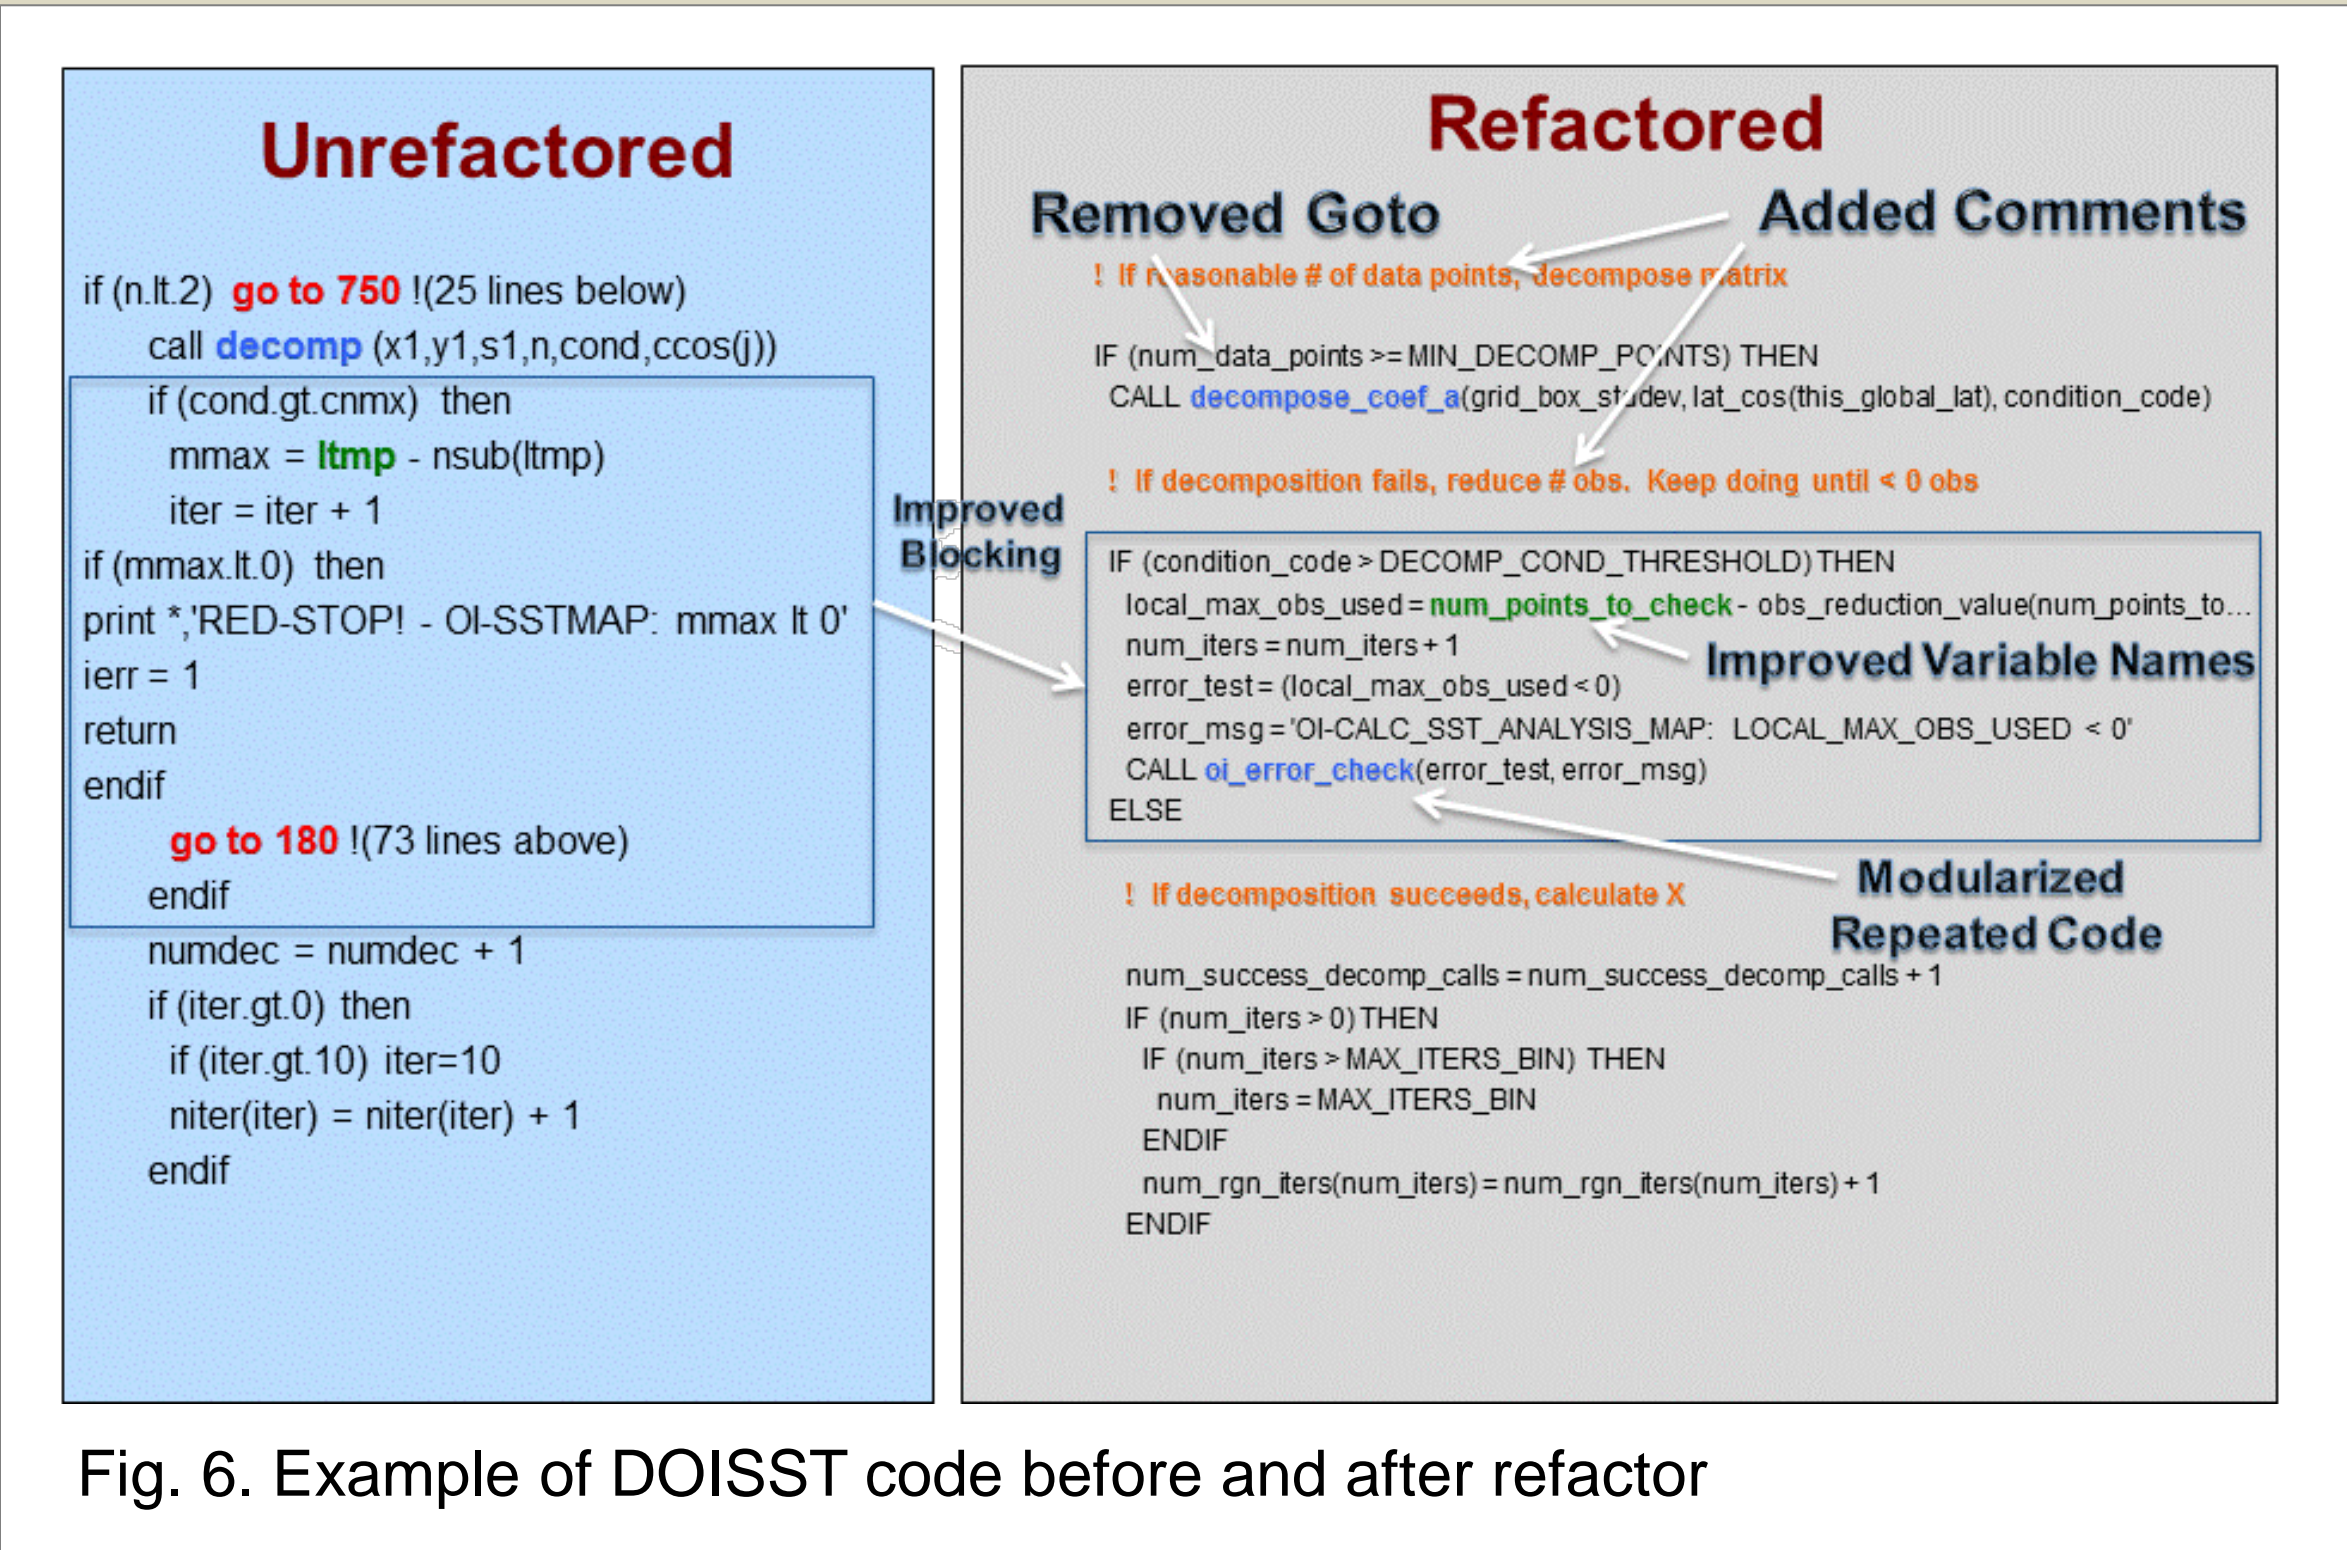 Unrefactored
if (n.lt.2) go to 750 !(25 lines below)
call decomp (x1,y1,s1,n,cond,ccos(j))
if (cond.gt.cnmx) then
mmax = ltmp - nsub(ltmp)
iter = iter + 1
if (mmax.lt.0) then
print *,'RED-STOP! - OI-SSTMAP: mmax lt 0'
ierr = 1
return
endif
go to 180 !(73 lines above)
endif
numdec = numdec + 1
if (iter.gt.0) then
if (iter.gt.10) iter=10
niter(iter) = niter(iter) + 1
endif
Improved
Blocking
Refactored
Removed Goto
Added Comments
! If reasonable # of data points, decompose matrix
IF (num_data_points >= MIN_DECOMP_POINTS) THEN
CALL decompose_coef_a(grid_box_stdev, lat_cos(this_global_lat), condition_code)
! If decomposition fails, reduce # obs. Keep doing until < 0 obs
IF (condition_code > DECOMP_COND_THRESHOLD) THEN
local_max_obs_used = num_points_to_check - obs_reduction_value(num_points_to...
num_iters = num_iters + 1
Improved Variable Names
error_test = (local_max_obs_used < 0)
error_msg = 'OI-CALC_SST_ANALYSIS_MAP: LOCAL_MAX_OBS_USED < 0'
CALL oi_error_check(error_test, error_msg)
ELSE
Modularized
Repeated Code
! If decomposition succeeds, calculate X
num_success_decomp_calls = num_success_decomp_calls + 1
IF (num_iters > 0) THEN
IF (num_iters > MAX_ITERS_BIN) THEN
num_iters = MAX_ITERS_BIN
ENDIF
num_rgn_iters(num_iters) = num_rgn_iters(num_iters) + 1
ENDIF
Fig. 6. Example of DOISST code before and after refactor